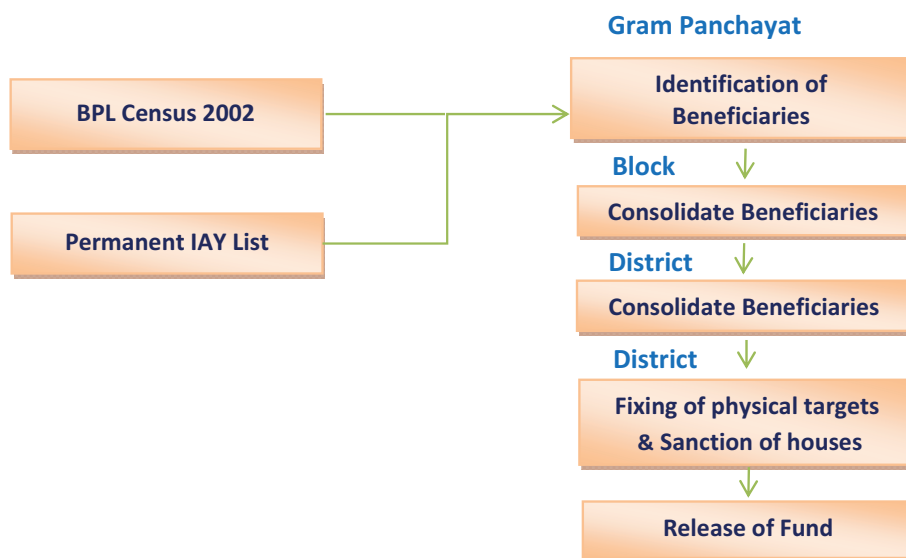 Gram Panchayat
BPL Census 2002
Identification of
Beneficiaries
Permanent IAY List
Block
Consolidate Beneficiaries
District
Consolidate Beneficiaries
District
Fixing of physical targets
& Sanction of houses
Release of Fund